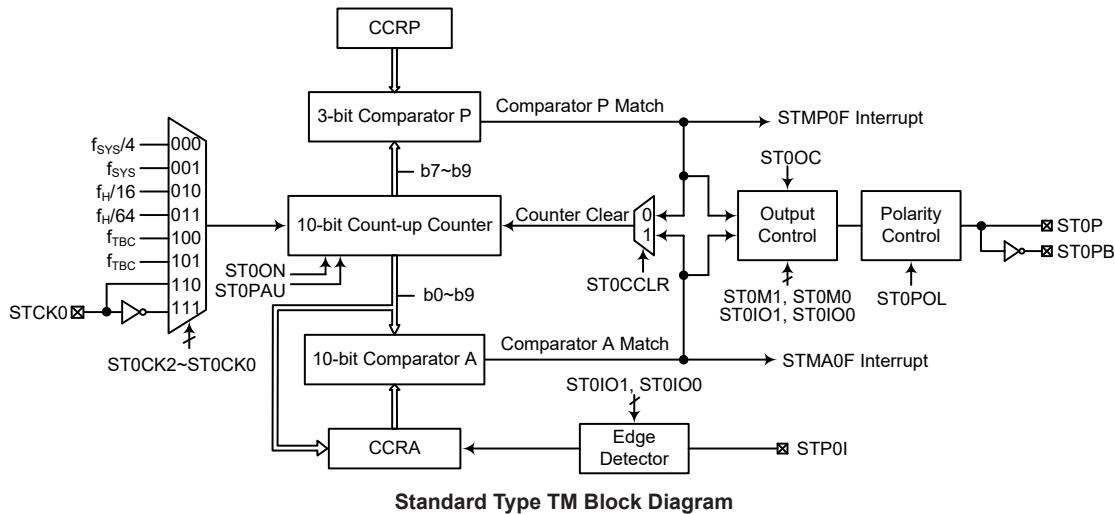 CCRP
3-bit Comparator P
Comparator P Match
STMP0F Interrupt
fSYS/4
000
fSYS
001
fH/16
010
fH/64
011
fTBC
100
fTBC
101
110
111
STCK0
ST0CK2~ST0CK0
b7~b9
10-bit Count-up Counter
Counter Clear
0
1
ST0CCLR
ST0ON
ST0PAU
b0~b9
ST0OC
Output
Control
ST0M1, ST0M0
ST0IO1, ST0IO0
Polarity
Control
ST0POL
ST0P
ST0PB
10-bit Comparator A
Comparator A Match
STMA0F Interrupt
ST0IO1, ST0IO0
CCRA
Edge
Detector
STP0I
Standard Type TM Block Diagram